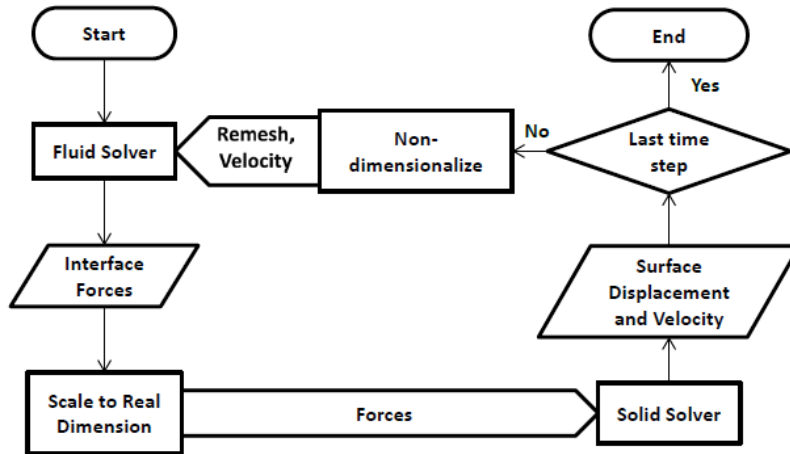 Start
Fluid Solver
Interface
Forces
Scale to Real
Dimension
Forces
Solid Solver
Surface
Displacement
and Velocity
Last time
step
Yes
End
No
Non-
dimensionalize
Remesh,
Velocity